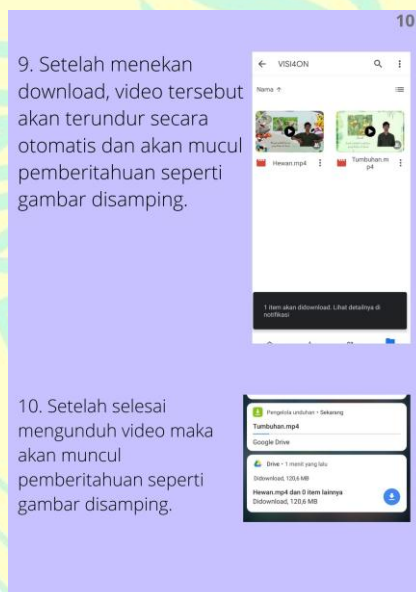 10
9. Setelah menekan
download, video tersebut
akan terundur secara
otomatis dan akan mucul
pemberitahuan seperti
gambar disamping.
VISI4ON
Nama ↑
Hewan.mp4
Tumbuhan.m
p4
1 item akan didownload. Lihat detailnya di
notifikasi
10. Setelah selesai
mengunduh video maka
akan muncul
pemberitahuan seperti
gambar disamping.
Pengelola unduhan • Sekarang
Tumbuhan.mp4
Google Drive
Drive • 1 menit yang lalu
Didownload, 120,6 MB
Hewan.mp4 dan 0 item lainnya
Didownload, 120,6 MB